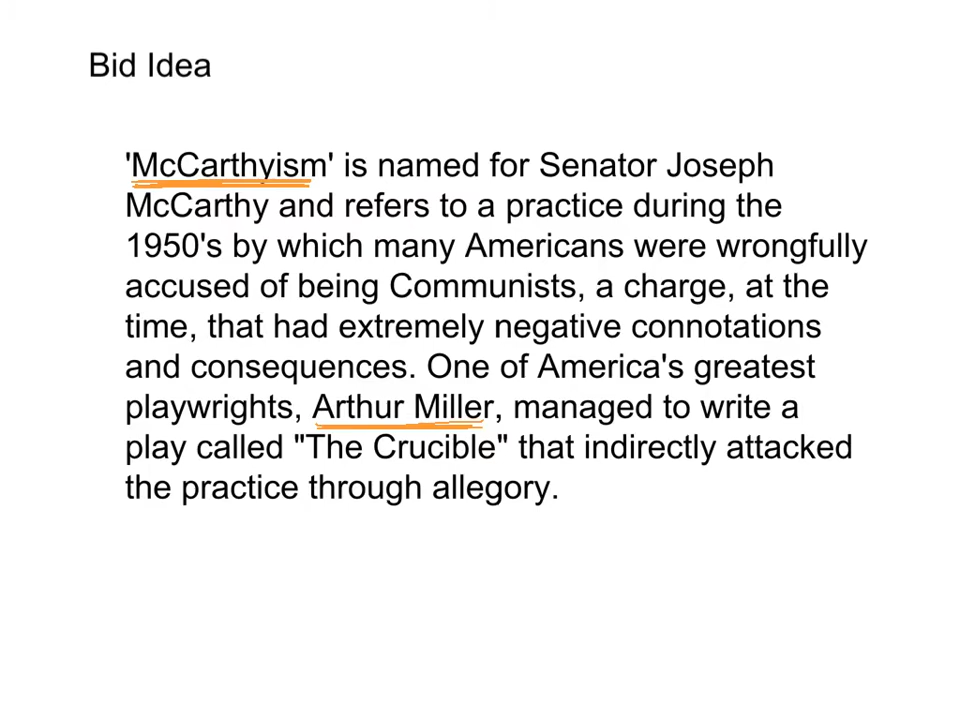 Bid Idea
'McCarthyism' is named for Senator Joseph
McCarthy and refers to a practice during the
1950's by which many Americans were wrongfully
accused of being Communists, a charge, at the
time, that had extremely negative connotations
and consequences. One of America's greatest
playwrights, Arthur Miller, managed to write a
play called "The Crucible" that indirectly attacked
the practice through allegory.